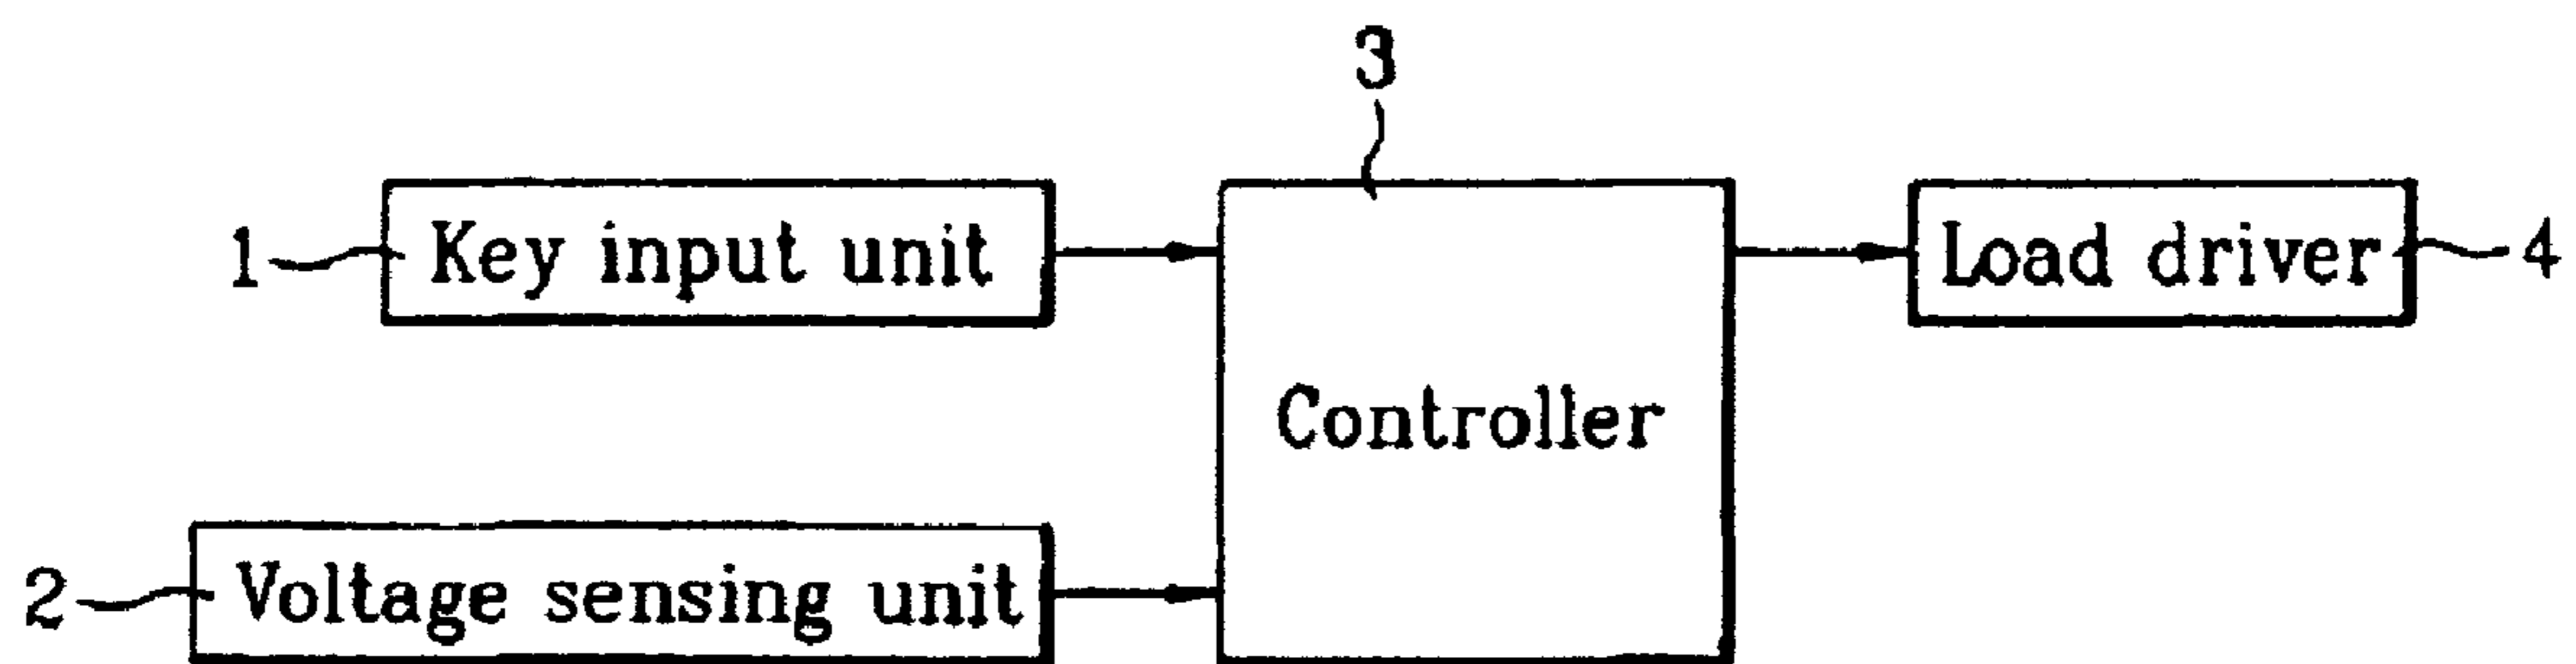 3
1 Key input unit
Load driver 4
Controller
2 Voltage sensing unit